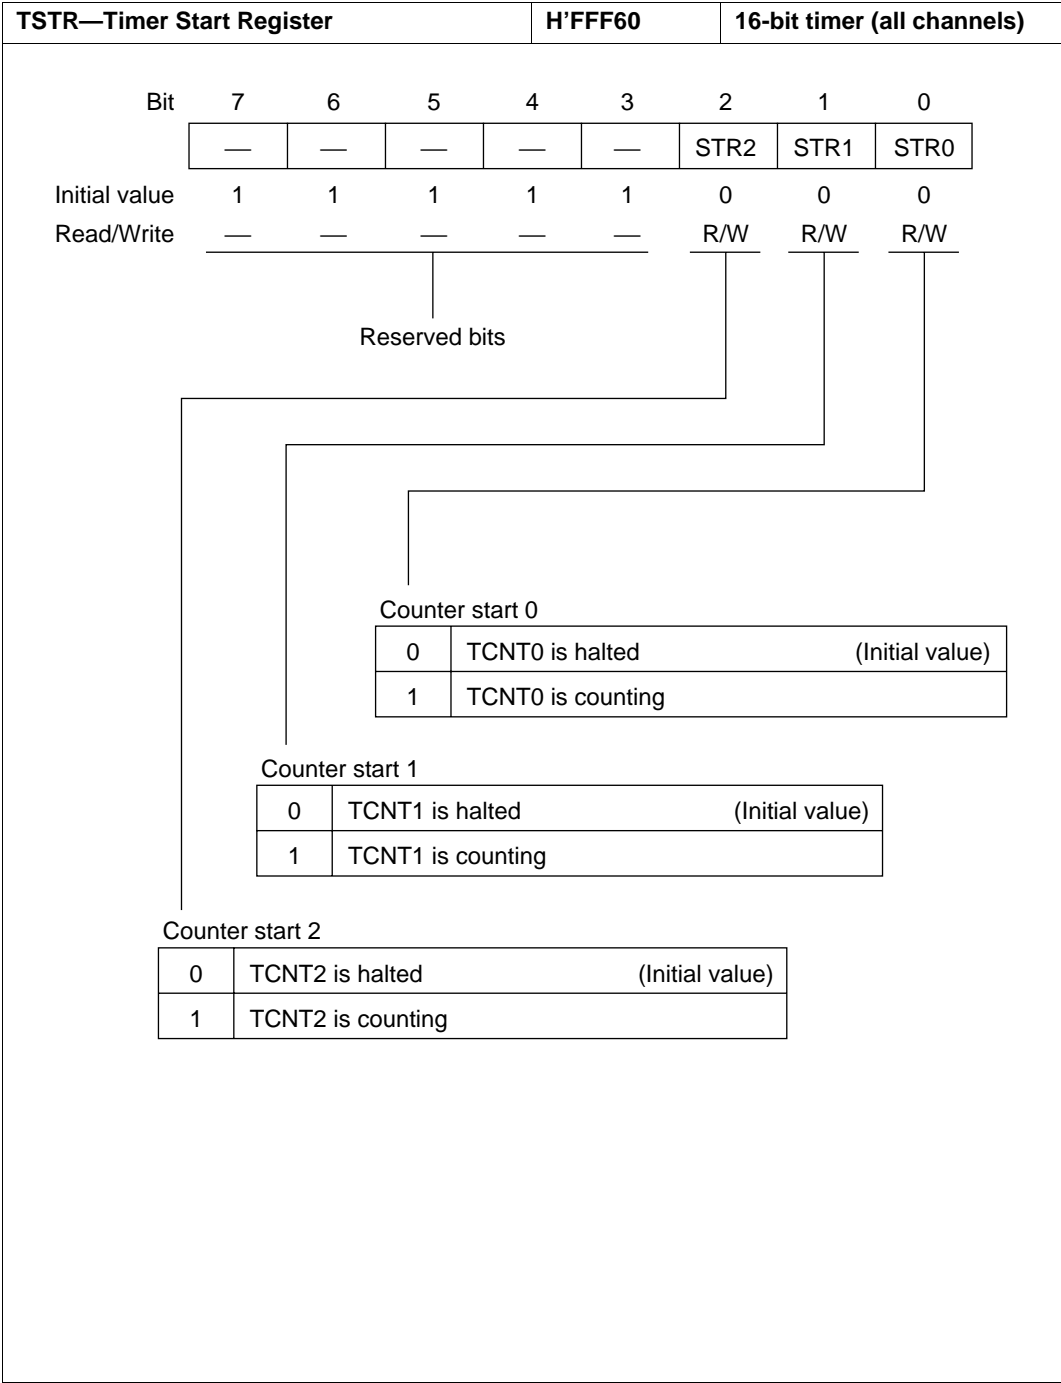 TSTR—Timer Start Register H’FFF60 16-bit timer (all channels)
Bit 7 6 5 4 3 2 1 0
— — — — — STR2 STR1 STR0
Initial value 1 1 1 1 1 0 0 0
Read/Write — — — — — R/W R/W R/W
Reserved bits
Counter start 0
0 TCNT0 is halted (Initial value)
1 TCNT0 is counting
Counter start 1
0 TCNT1 is halted (Initial value)
1 TCNT1 is counting
Counter start 2
0 TCNT2 is halted (Initial value)
1 TCNT2 is counting